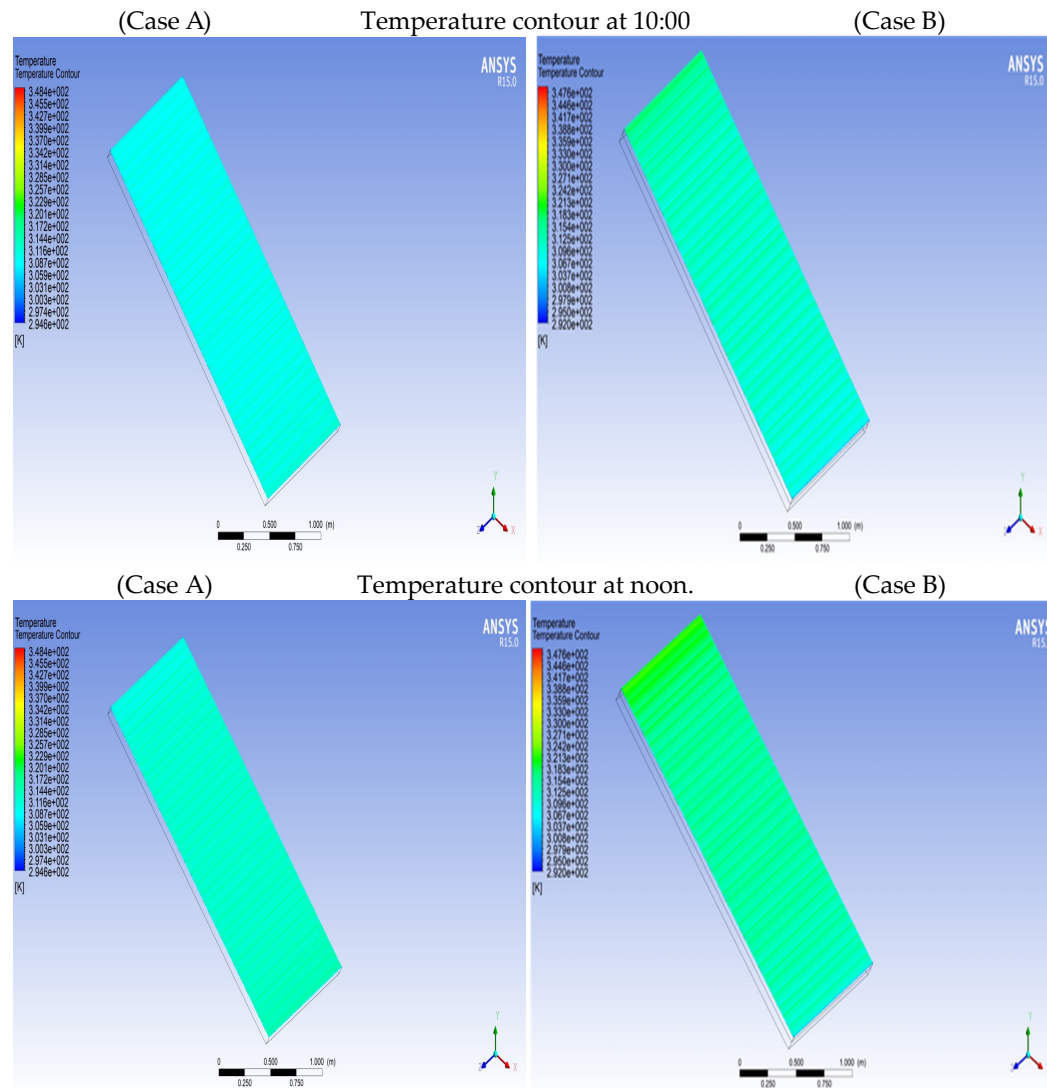 (Case A) Temperature contour at 10:00 (Case B)
Temperature
Temperature Contour
ANSYS
R15.0
3.484e+002
3.455e+002
3.427e+002
3.399e+002
3.370e+002
3.342e+002
3.314e+002
3.285e+002
3.257e+002
3.229e+002
3.201e+002
3.172e+002
3.144e+002
3.116e+002
3.087e+002
3.059e+002
3.031e+002
3.003e+002
2.974e+002
2.946e+002
[K]
0 0.500 1.000 (m)
0.250 0.750
Y
Z X
Temperature
Temperature Contour
ANSYS
R15.0
3.476e+002
3.446e+002
3.417e+002
3.388e+002
3.359e+002
3.330e+002
3.300e+002
3.271e+002
3.242e+002
3.213e+002
3.183e+002
3.154e+002
3.125e+002
3.096e+002
3.067e+002
3.037e+002
3.008e+002
2.979e+002
2.950e+002
2.920e+002
[K]
0 0.500 1.000 (m)
0.250 0.750
Y
Z X
(Case A) Temperature contour at noon. (Case B)
Temperature
Temperature Contour
ANSYS
R15.0
3.484e+002
3.455e+002
3.427e+002
3.399e+002
3.370e+002
3.342e+002
3.314e+002
3.285e+002
3.257e+002
3.229e+002
3.201e+002
3.172e+002
3.144e+002
3.116e+002
3.087e+002
3.059e+002
3.031e+002
3.003e+002
2.974e+002
2.946e+002
[K]
0 0.500 1.000 (m)
0.250 0.750
Y
Z X
Temperature
Temperature Contour
ANSYS
R15.0
3.476e+002
3.446e+002
3.417e+002
3.388e+002
3.359e+002
3.330e+002
3.300e+002
3.271e+002
3.242e+002
3.213e+002
3.183e+002
3.154e+002
3.125e+002
3.096e+002
3.067e+002
3.037e+002
3.008e+002
2.979e+002
2.950e+002
2.920e+002
[K]
0 0.500 1.000 (m)
0.250 0.750
Y
Z X